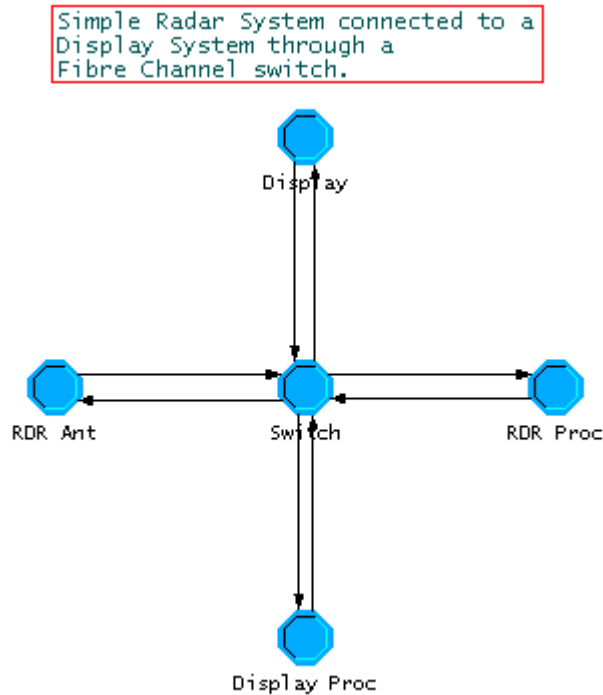 Simple Radar System connected to a
Display System through a
Fibre Channel switch.
Display
RDR Ant
Switch
RDR Proc
Display Proc